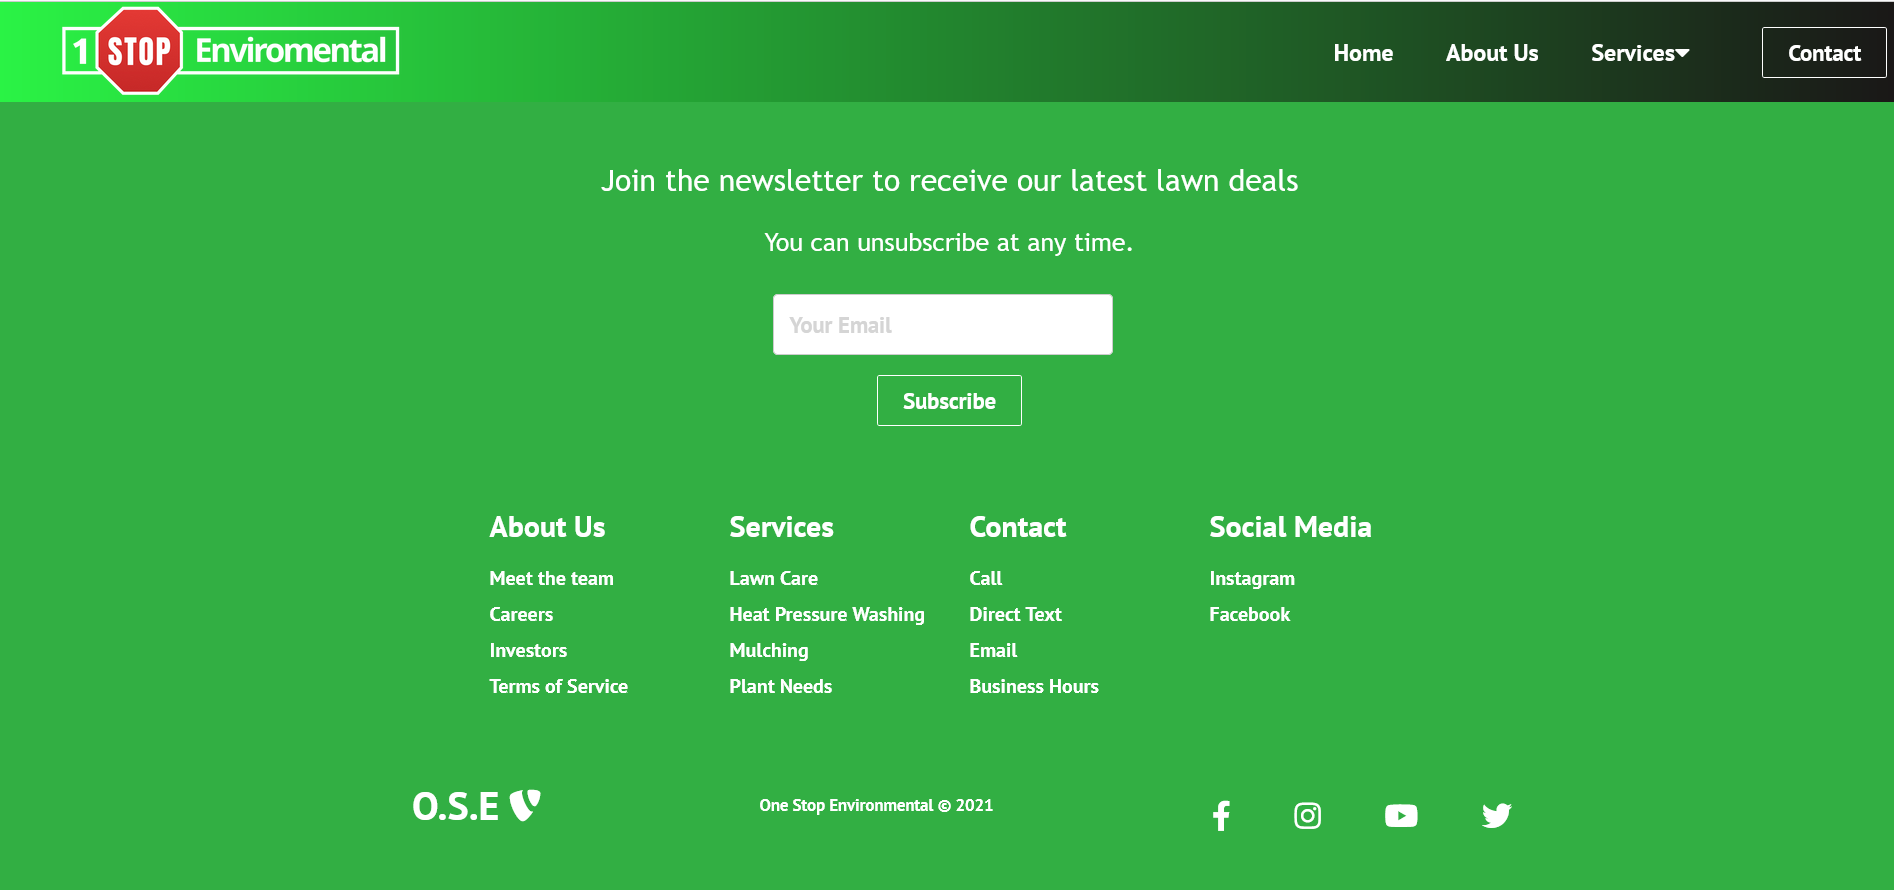 1 STOP Enviromental
Home About Us Services Contact
Join the newsletter to receive our latest lawn deals
You can unsubscribe at any time.
Your Email
Subscribe
About Us
Meet the team
Careers
Investors
Terms of Service
Services
Lawn Care
Heat Pressure Washing
Mulching
Plant Needs
Contact
Call
Direct Text
Email
Business Hours
Social Media
Instagram
Facebook
O.S.E
One Stop Environmental © 2021